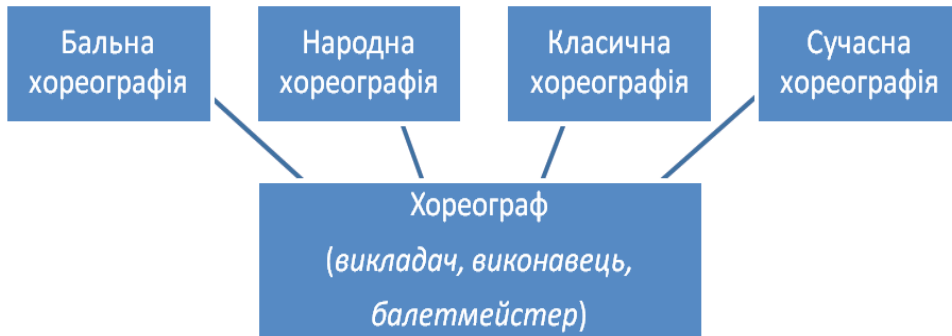 Бальна
хореографія
Народна
хореографія
Класична
хореографія
Сучасна
хореографія
Хореограф
(викладач, виконавець,
балетмейстер)